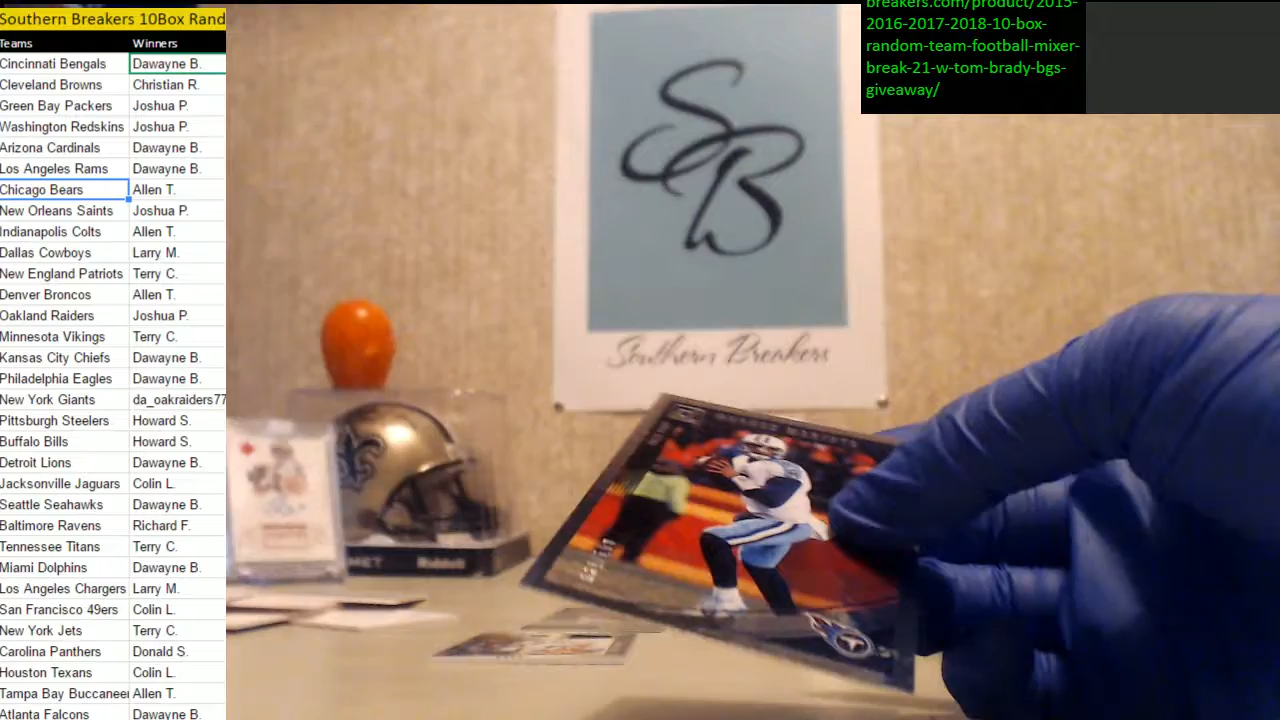 Southern Breakers 10Box Rand
Teams Winners
Cincinnati Bengals Dawayne B.
Cleveland Browns Christian R.
Green Bay Packers Joshua P.
Washington Redskins Joshua P.
Arizona Cardinals Dawayne B.
Los Angeles Rams Dawayne B.
Chicago Bears Allen T.
New Orleans Saints Joshua P.
Indianapolis Colts Allen T.
Dallas Cowboys Larry M.
New England Patriots Terry C.
Denver Broncos Allen T.
Oakland Raiders Joshua P.
Minnesota Vikings Terry C.
Kansas City Chiefs Dawayne B.
Philadelphia Eagles Dawayne B.
New York Giants da_oakraiders77
Pittsburgh Steelers Howard S.
Buffalo Bills Howard S.
Detroit Lions Dawayne B.
Jacksonville Jaguars Colin L.
Seattle Seahawks Dawayne B.
Baltimore Ravens Richard F.
Tennessee Titans Terry C.
Miami Dolphins Dawayne B.
Los Angeles Chargers Larry M.
San Francisco 49ers Colin L.
New York Jets Terry C.
Carolina Panthers Donald S.
Houston Texans Colin L.
Tampa Bay Buccaneer Allen T.
Atlanta Falcons Dawayne B.
breakers.com/product/2015-
2016-2017-2018-10-box-
random-team-football-mixer-
break-21-w-tom-brady-bgs-
giveaway/
SB
Southern Breakers
Riddell